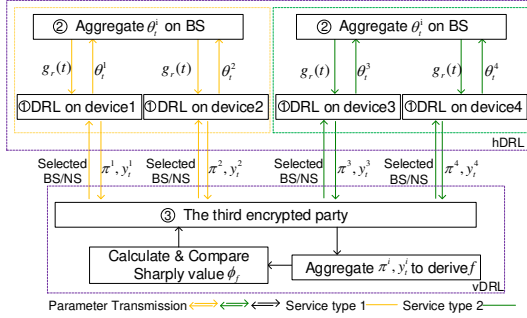 ② Aggregate θ_t^i on BS ② Aggregate θ_t^i on BS
g_r(t) θ_t^1 g_r(t) θ_t^2 g_r(t) θ_t^3 g_r(t) θ_t^4
①DRL on device1 ①DRL on device2 ①DRL on device3 ①DRL on device4
hDRL
Selected Selected Selected Selected
BS/NS π^1, y_t^1 BS/NS π^2, y_t^2 BS/NS π^3, y_t^3 BS/NS π^4, y_t^4
③ The third encrypted party
Calculate & Compare
Sharply value ϕ_f
Aggregate π^i, y_t^i to derive f
vDRL
Parameter Transmission Service type 1 Service type 2